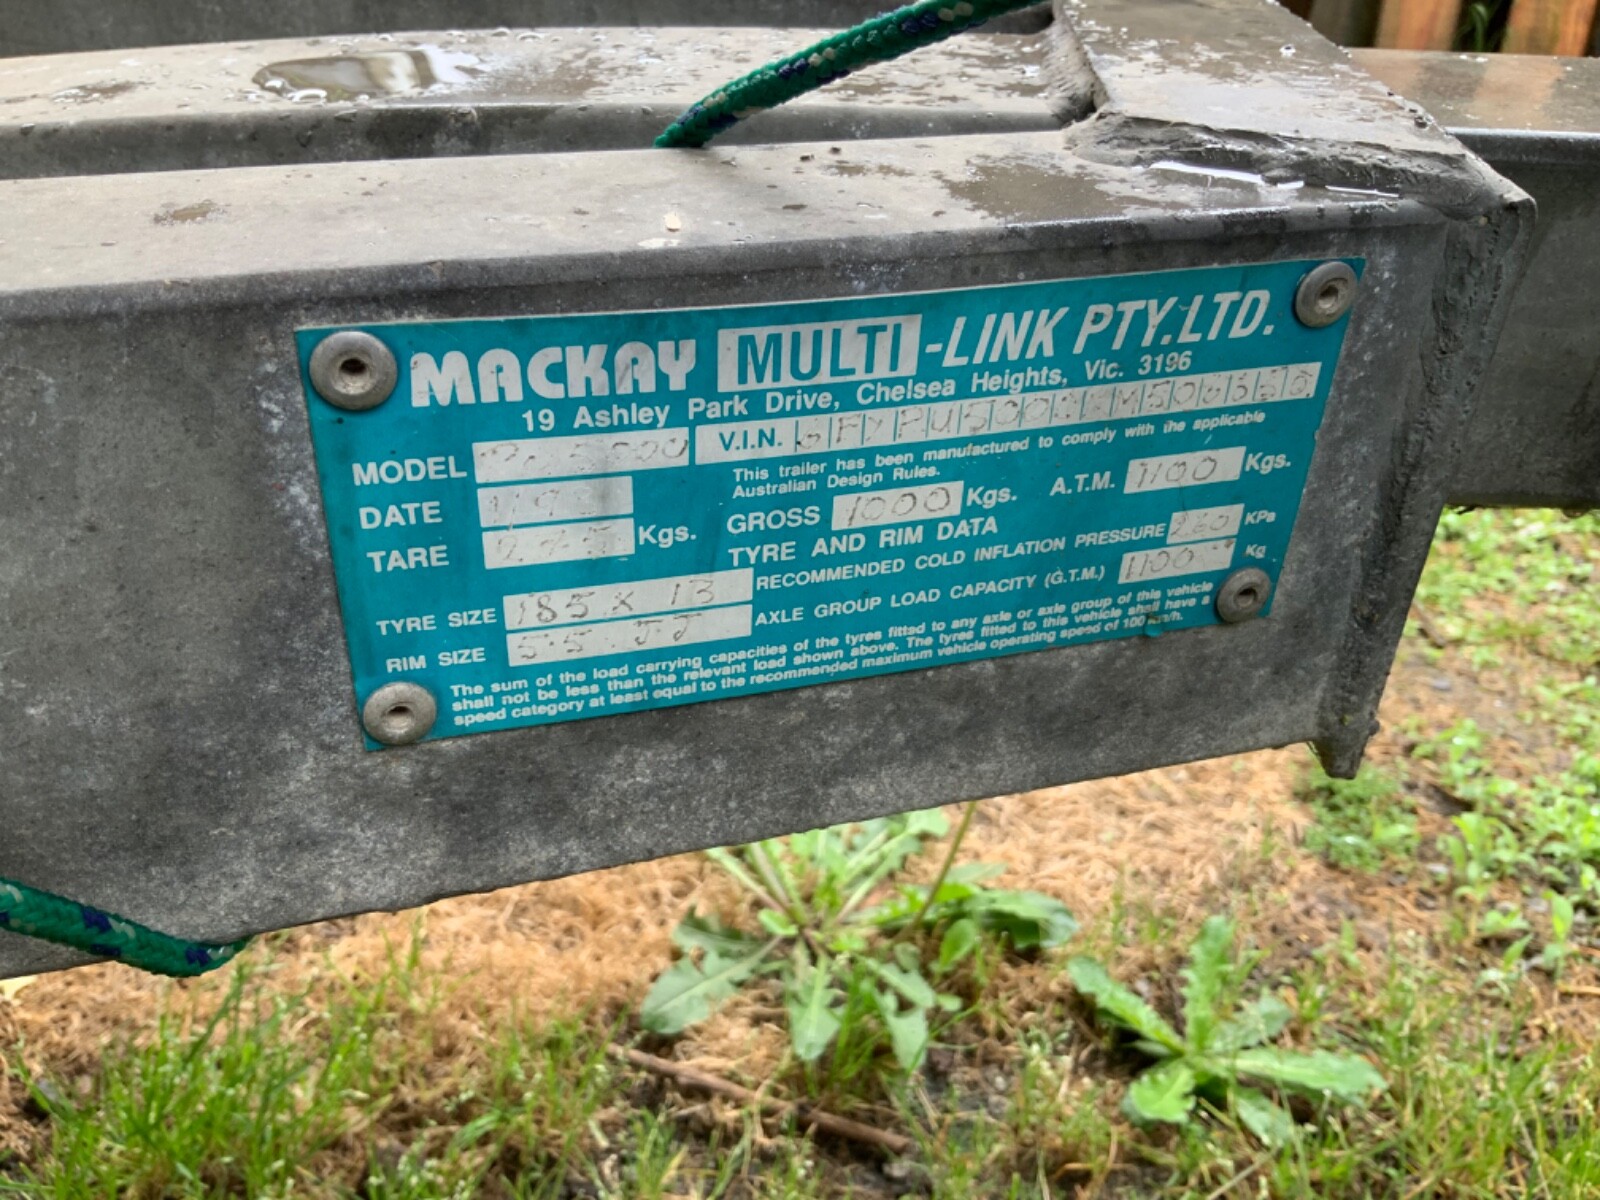 MACKAY MULTI-LINK PTY.LTD.
19 Ashley Park Drive, Chelsea Heights, Vic. 3196
MODEL
V.I.N.
This trailer has been manufactured to comply with the applicable
Australian Design Rules.
DATE
GROSS 1000 Kgs. A.T.M. 1100 Kgs.
TARE Kgs.
TYRE AND RIM DATA
RECOMMENDED COLD INFLATION PRESSURE 260 KPa
TYRE SIZE 185 X 13
AXLE GROUP LOAD CAPACITY (G.T.M.) 1100 Kg
RIM SIZE 5.5 JJ
The sum of the load carrying capacities of the tyres fitted to any axle or axle group of this vehicle
shall not be less than the relevant load shown above. The tyres fitted to this vehicle shall have a
speed category at least equal to the recommended maximum vehicle operating speed of 100 km/h.